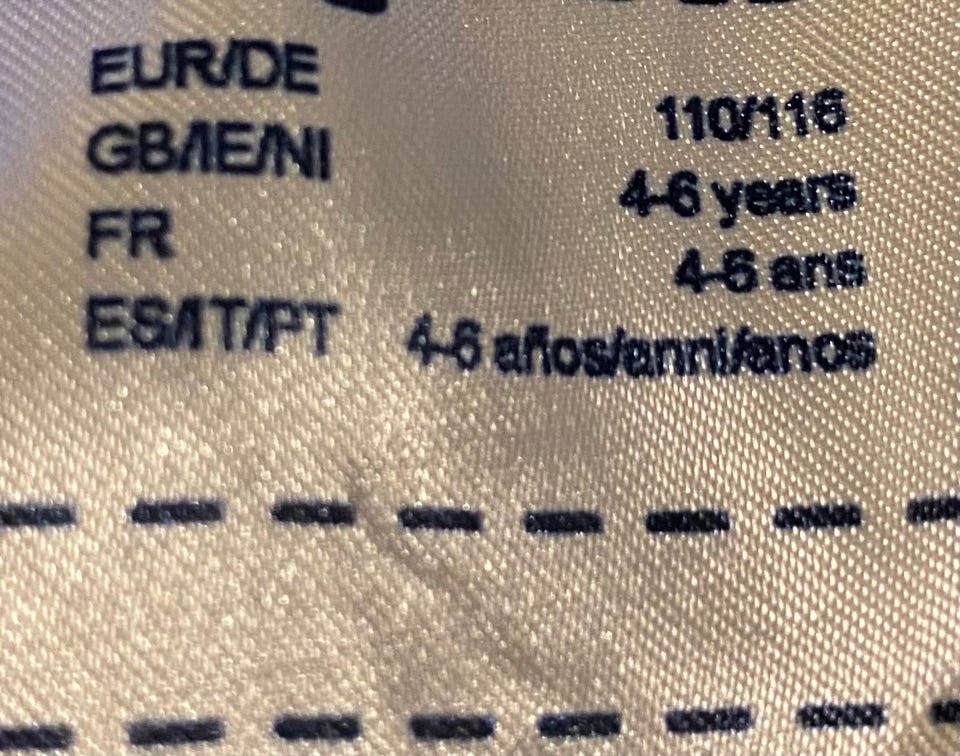 EUR/DE 110/116
GB/IE/NI 4-6 years
FR 4-6 ans
ES/IT/PT 4-6 años/anni/anos